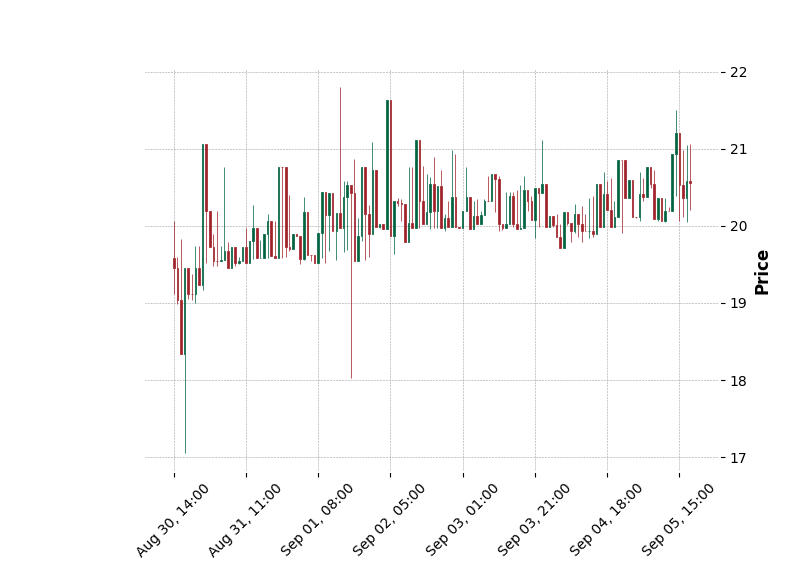 22
21
20
19
18
17
Price
Aug 30, 14:00
Aug 31, 11:00
Sep 01, 08:00
Sep 02, 05:00
Sep 03, 01:00
Sep 03, 21:00
Sep 04, 18:00
Sep 05, 15:00